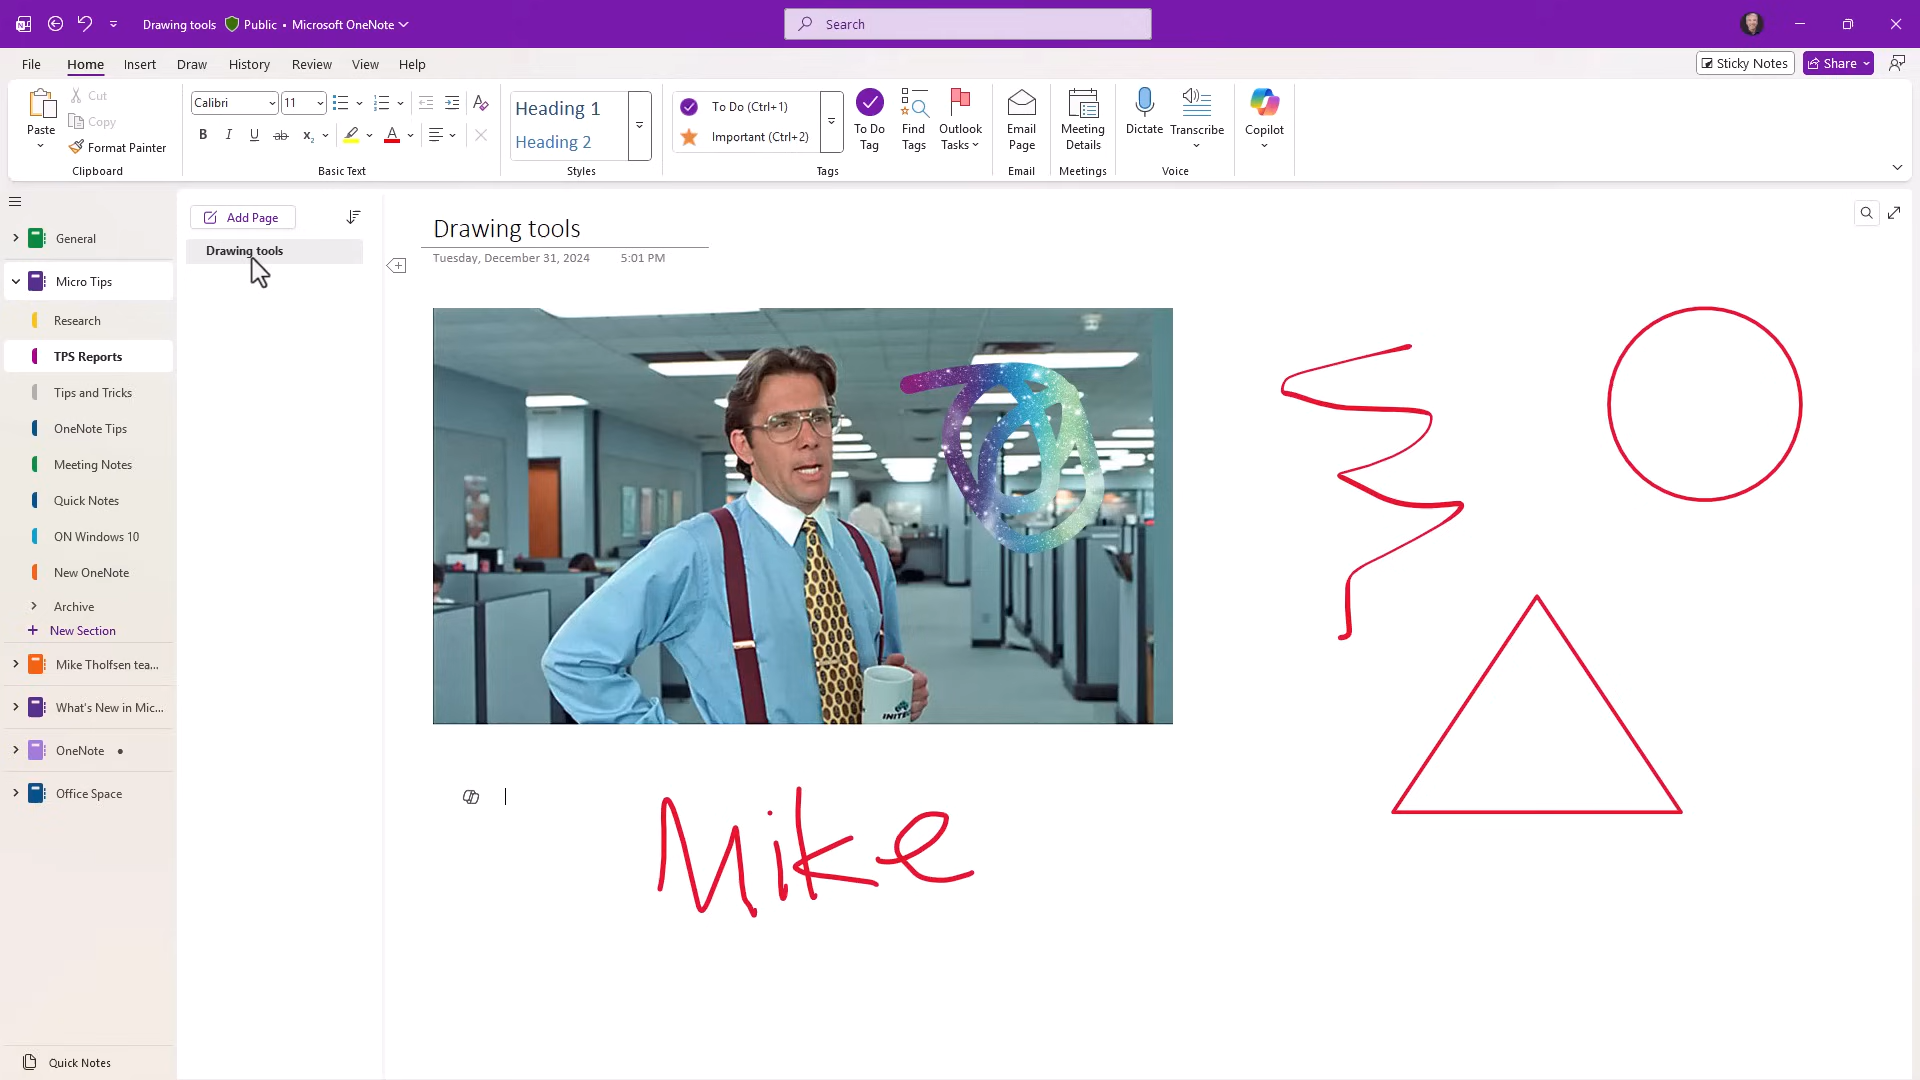 Drawing tools Public • Microsoft OneNote
Search
File Home Insert Draw History Review View Help
Sticky Notes Share
Paste
Cut
Copy
Format Painter
Clipboard
Calibri 11
B I U ab x
A
Basic Text
Heading 1
Heading 2
Styles
To Do (Ctrl+1)
Important (Ctrl+2)
To Do
Tag
Find
Tags
Outlook
Tasks
Tags
Email
Page
Email
Meeting
Details
Meetings
Dictate
Transcribe
Voice
Copilot
General
Micro Tips
Research
TPS Reports
Tips and Tricks
OneNote Tips
Meeting Notes
Quick Notes
ON Windows 10
New OneNote
Archive
New Section
Mike Tholfsen tea...
What's New in Mic...
OneNote
Office Space
Quick Notes
Add Page
Drawing tools
Drawing tools
Tuesday, December 31, 2024 5:01 PM
Mike